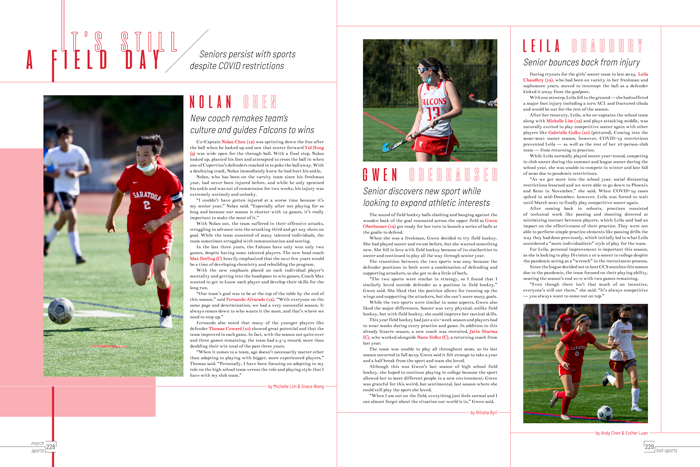 IT'S STILL
A FIELD DAY
Seniors persist with sports
despite COVID restrictions
NOLAN CHEN
New coach remakes team's
culture and guides Falcons to wins
Co-Captain Nolan Chen (12) was sprinting down the line after
the ball when he looked up and saw that senior forward Yul Hong
was wide open for the through ball. With a final step, Nolan
looked up, planted his foot and attempted to cross the ball in when
one of Cupertino's defenders reached in to poke the ball away. With
a deafening crack, Nolan immediately knew he had hurt his ankle.
Nolan, who has been on the varsity team since his freshman
year, had never been injured before; and while he only sprained
his ankle and was out of commission for two weeks, his injury was
extremely untimely and unlucky.
"I couldn't have gotten injured at a worse time because it's
my senior year," Nolan said. "Especially after not playing for so
long and because our season is shorter with 12 games, it's really
important to make the most of it."
With Nolan out, the team suffered in their offensive attacks,
struggling to advance into the attacking third and get any shots on
goal. While the team consisted of many talented individuals, the
team sometimes struggled with communication and scoring.
In the last three years, the Falcons have only won only two
games, despite having some talented players. The new head coach
Max Dorling (C) heavily emphasized that the next few years would
be a time of developing chemistry and rebuilding the program.
With the new emphasis placed on each individual player's
mentality and getting into the headspace to win games, Coach Max
wanted to get to know each player and develop their skills for the
long run.
"Our team's goal was to be at the top of the table by the end of
this season," said Fernando Alvarado (12). "With everyone on the
same page and determination, we had a very successful season. It
always comes down to who wants it the most, and that's where we
need to step up."
Fernando also noted that many of the younger players like
defender Thomas Coward (10) showed great potential and that the
team improved in each game. In fact, with the season not quite over
and three games remaining, the team had a 5-4 record, more than
doubling their win total of the past three years.
"When it comes to a team, age doesn't necessarily matter other
than adapting to playing with bigger, more experienced players,"
Thomas said. "Personally, I have been focusing on adapting to my
role on the high school team versus the role and playing style that I
have with my club team."
by Michelle Lim & Grace Wang
SARATOGA
2
march
sports
228
FALCONS
13
GWEN OBERHAUSER
Senior discovers new sport while
looking to expand athletic interests
The sound of field hockey balls clashing and banging against the
wooden back of the goal resonated across the upper field as Gwen
Oberhauser (12) got ready for her turn to launch a series of balls at
the goalie to defend.
When she was a freshman, Gwen decided to try field hockey.
She had played soccer and swam before, but she wanted something
new. She fell in love with field hockey because of its similarities to
soccer and continued to play all the way through senior year.
The transition between the two sports was easy because the
defender positions in both were a combination of defending and
supporting attackers, so she got to do a little of both.
"The two sports were similar in strategy, so I found that I
similarly loved outside defender as a position in field hockey,"
Gwen said. She liked that the position allows for running up the
wings and supporting the attackers, but she can't score many goals.
While the two sports were similar in some aspects, Gwen also
liked the major differences. Soccer was very physical, unlike field
hockey, but with field hockey, she could improve her tactical skills.
This year field hockey had just a six-week season and players had
to wear masks during every practice and game. In addition to this
already bizarre season, a new coach was recruited, Jatin Sharma
(C), who worked alongside Nanu Sidhu (C), a returning coach from
last year.
The team was unable to play all throughout 2020, so its last
season occurred in fall 2019. Gwen said it felt strange to take a year
and a half break from the sport and team she loved.
Although this was Gwen's last season of high school field
hockey, she hoped to continue playing in college because the sport
allowed her to meet different people in a new environment. Gwen
was grateful for this weird, but sentimental, last season where she
could still play the sport she loved.
"When I am out on the field, everything just feels normal and I
can almost forget about the situation our world is in," Gwen said.
by Rituma Byri
LEILA CHAUDHRY
Senior bounces back from injury
During tryouts for the girls' soccer team in late 2019, Leila
Chaudhry (12), who had been on varsity in her freshman and
sophomore years, moved to intercept the ball as a defender
kicked it away from the goalpost.
With one misstep, Leila fell to the ground — she had suffered
a major foot injury including a torn ACL and fractured tibula
and would be out for the rest of the season.
After her recovery, Leila, who co-captains the school team
along with Michelle Lim (12) and plays attacking middle, was
naturally excited to play competitive soccer again with other
players like Gabrielle Golko (12) (pictured). Coming into the
2020-2021 soccer season, however, COVID-19 restrictions
prevented Leila — as well as the rest of 18-person club
team — from returning to practice.
While Leila normally played soccer year-round, competing
in club soccer during the summer and league soccer during the
school year, she was unable to compete in winter and late fall
of 2020 due to pandemic restrictions.
"As we got more into the school year, social distancing
restrictions lessened and we were able to go down to Phoenix
and Reno in November," she said. When COVID-19 cases
spiked in mid-December, however, Leila was forced to wait
until March 2021 to finally play competitive soccer again.
After coming back in cohorts, practices consisted
of technical work like passing and shooting directed at
minimizing contact between players, which Leila said had an
impact on the effectiveness of their practice. They were not
able to perform simple practice elements like passing drills the
way they had done previously, which initially led to what Leila
considered a "more individualistic" style of play for the team.
For Leila, personal improvement is important this season,
as she is looking to play Division 1 or 2 soccer in college despite
the pandemic acting as a "wrench" in the recruitment process.
Since the league decided not to host CCS matches this season
due to the pandemic, the team focused on their playing ability,
nearing the season's end 10-0 with two games remaining.
"Even though there isn't that much of an incentive,
everyone's still out there," she said. "It's always competitive
— you always want to come out on top."
by Andy Chen & Esther Luan
229
lost sports